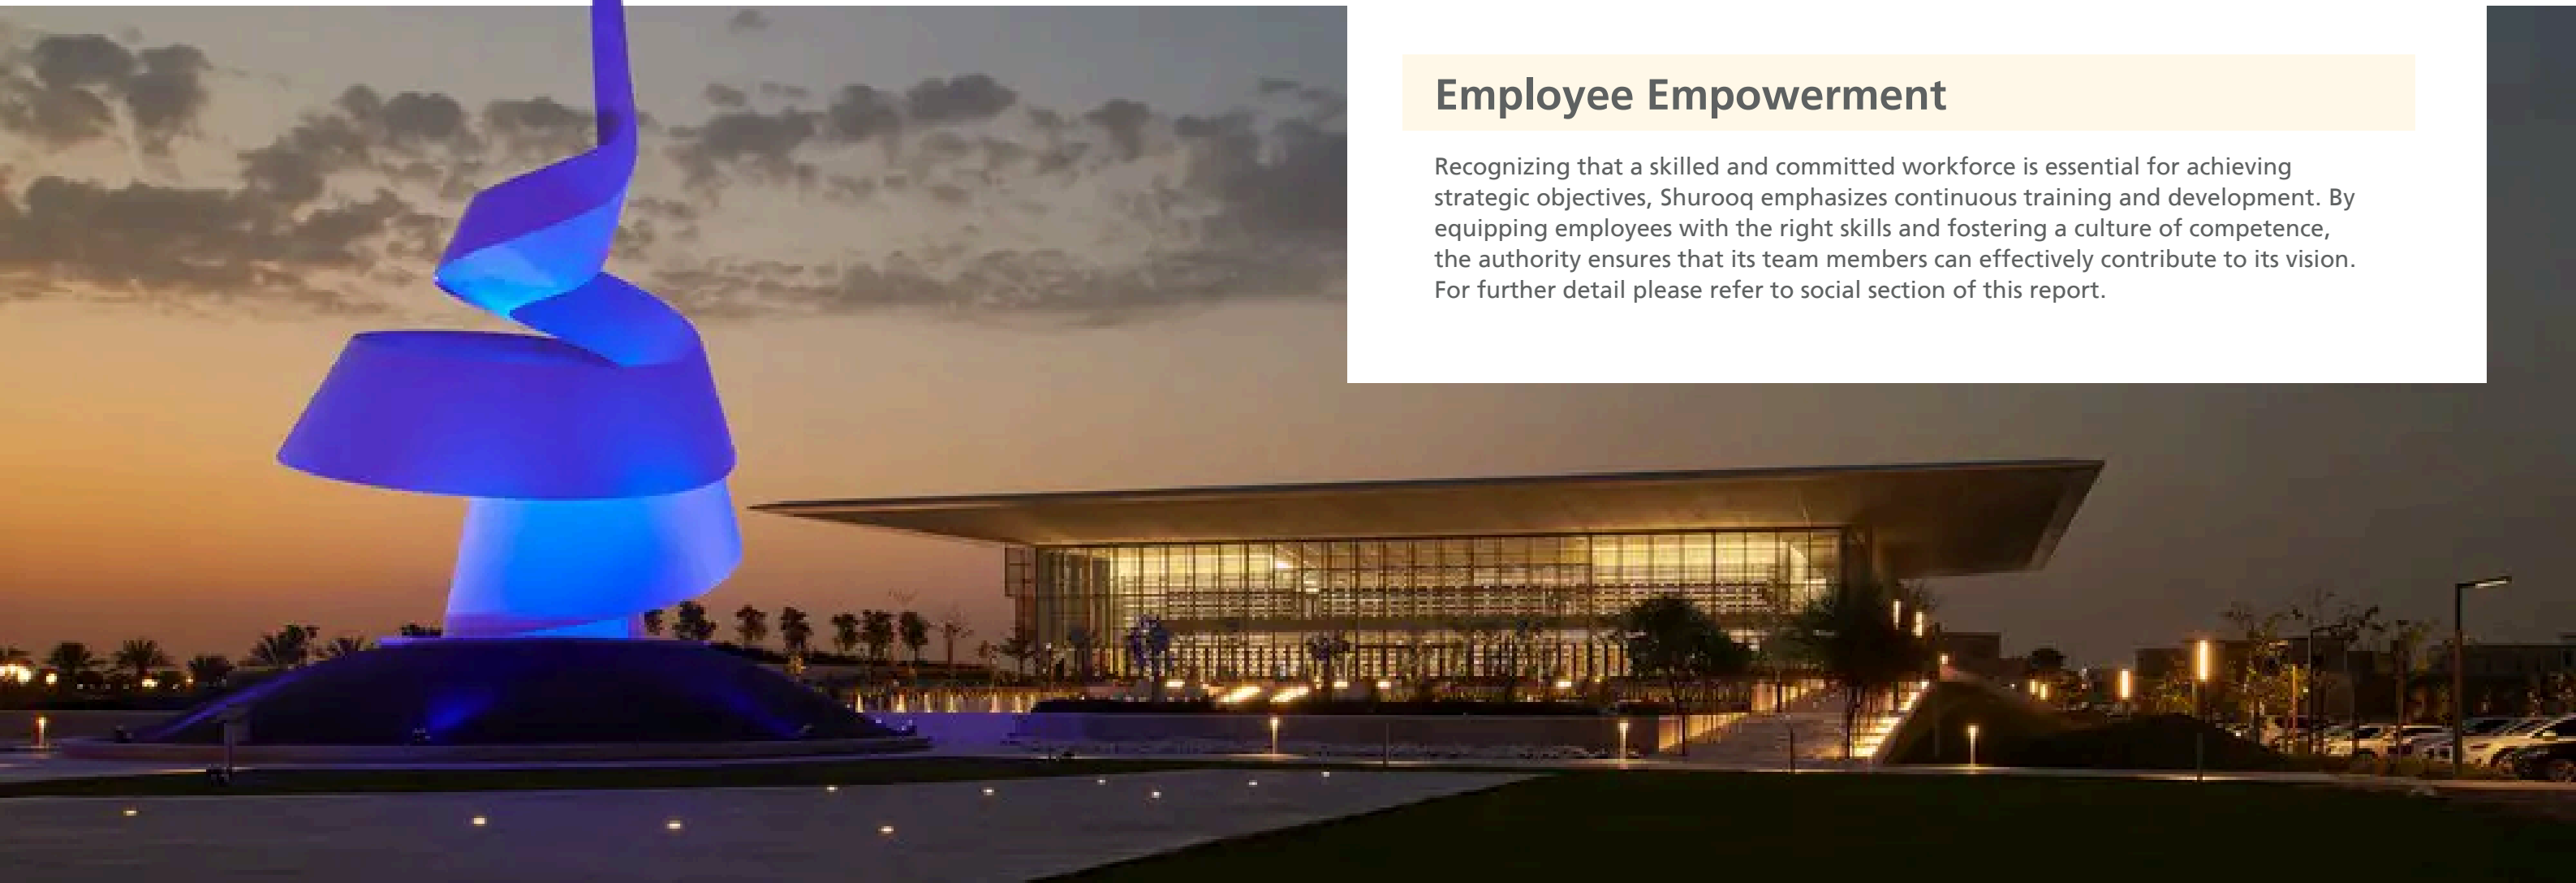 Employee Empowerment
Recognizing that a skilled and committed workforce is essential for achieving
strategic objectives, Shurooq emphasizes continuous training and development. By
equipping employees with the right skills and fostering a culture of competence,
the authority ensures that its team members can effectively contribute to its vision.
For further detail please refer to social section of this report.